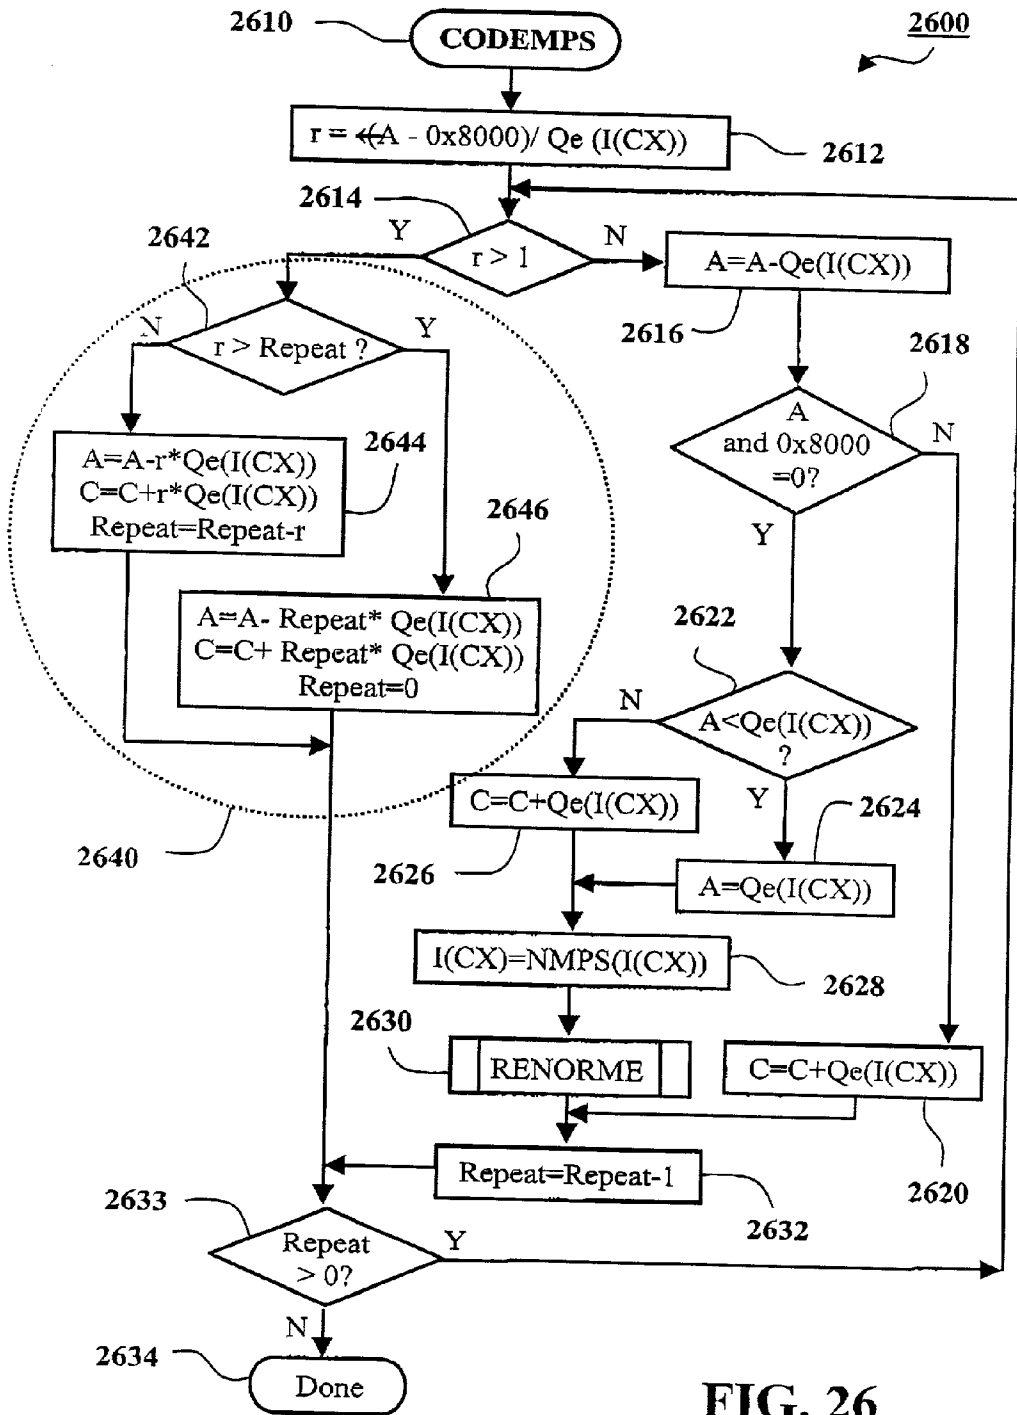 2610
CODEMPS
2600
r = ((A - 0x8000)/ Qe (I(CX))
2612
2614
Y
r > 1
N
2642
A=A-Qe(I(CX))
2616
N
r > Repeat ?
Y
2618
A
and 0x8000
=0?
N
Y
A=A-r*Qe(I(CX))
C=C+r*Qe(I(CX))
Repeat=Repeat-r
2644
2646
A=A- Repeat* Qe(I(CX))
C=C+ Repeat* Qe(I(CX))
Repeat=0
2622
N
A<Qe(I(CX))
?
Y
C=C+Qe(I(CX))
2624
2640
2626
A=Qe(I(CX))
I(CX)=NMPS(I(CX))
2628
2630
RENORME
C=C+Qe(I(CX))
Repeat=Repeat-1
2620
2633
2632
Repeat
> 0?
Y
N
2634
Done
FIG. 26